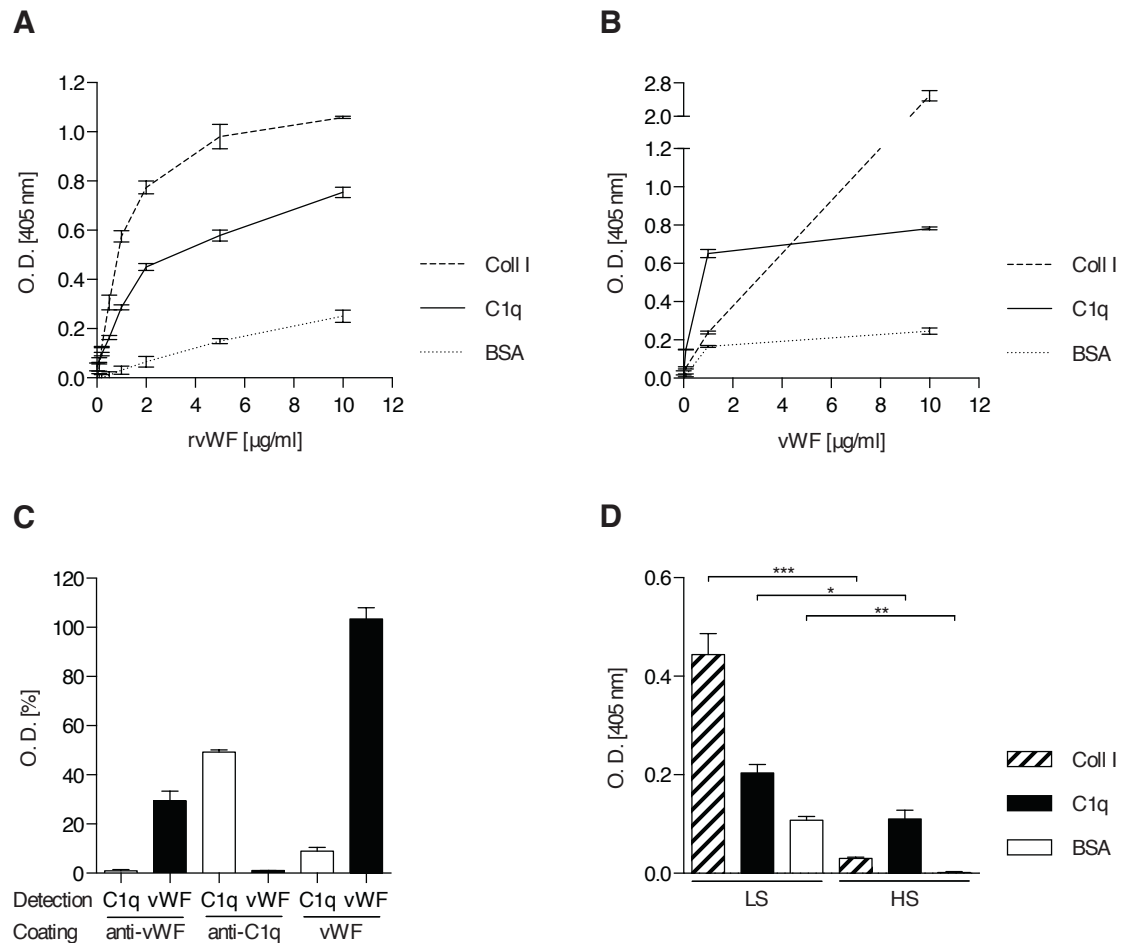 A
1.2
1.0
0.8
0.6
0.4
0.2
0.0
0 2 4 6 8 10 12
O. D. [405 nm]
rvWF [µg/ml]
Coll I
C1q
BSA
B
2.8
2.0
1.2
1.0
0.8
0.6
0.4
0.2
0.0
0 2 4 6 8 10 12
O. D. [405 nm]
vWF [µg/ml]
Coll I
C1q
BSA
C
120
100
80
60
40
20
0
O. D. [%]
Detection C1q vWF C1q vWF C1q vWF
Coating anti-vWF anti-C1q vWF
D
0.6
0.4
0.2
0.0
O. D. [405 nm]
***
*
**
LS HS
Coll I
C1q
BSA